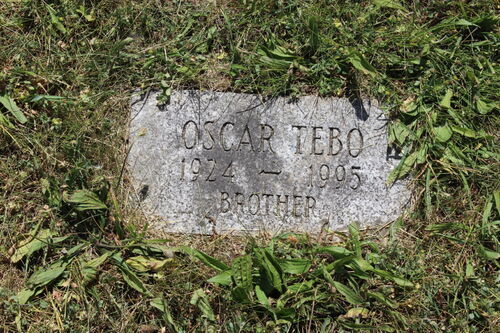 OSCAR TEBO
1924 ~ 1995
BROTHER